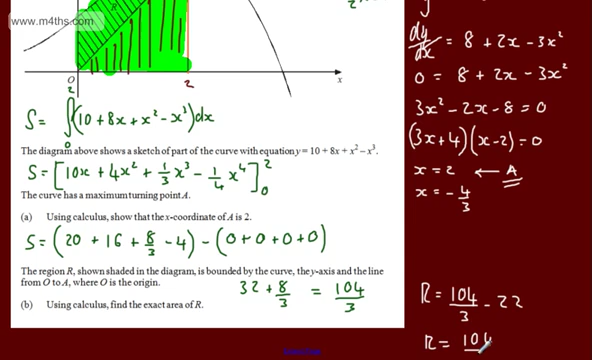 www.m4ths.com
R
2
O
2
x
S = ∫₀² (10 + 8x + x² - x³) dx
The diagram above shows a sketch of part of the curve with equation y = 10 + 8x + x² – x³.
S = [10x + 4x² + 1/3 x³ - 1/4 x⁴]₀²
The curve has a maximum turning point A.
(a) Using calculus, show that the x-coordinate of A is 2.
S = (20 + 16 + 8/3 - 4) - (0 + 0 + 0 + 0)
The region R, shown shaded in the diagram, is bounded by the curve, the y-axis and the line
from O to A, where O is the origin.
32 + 8/3 = 104/3
(b) Using calculus, find the exact area of R.
dy/dx = 8 + 2x - 3x²
0 = 8 + 2x - 3x²
3x² - 2x - 8 = 0
(3x + 4)(x - 2) = 0
x = 2 ← A
x = - 4/3
R = 104/3 - 22
R = 104